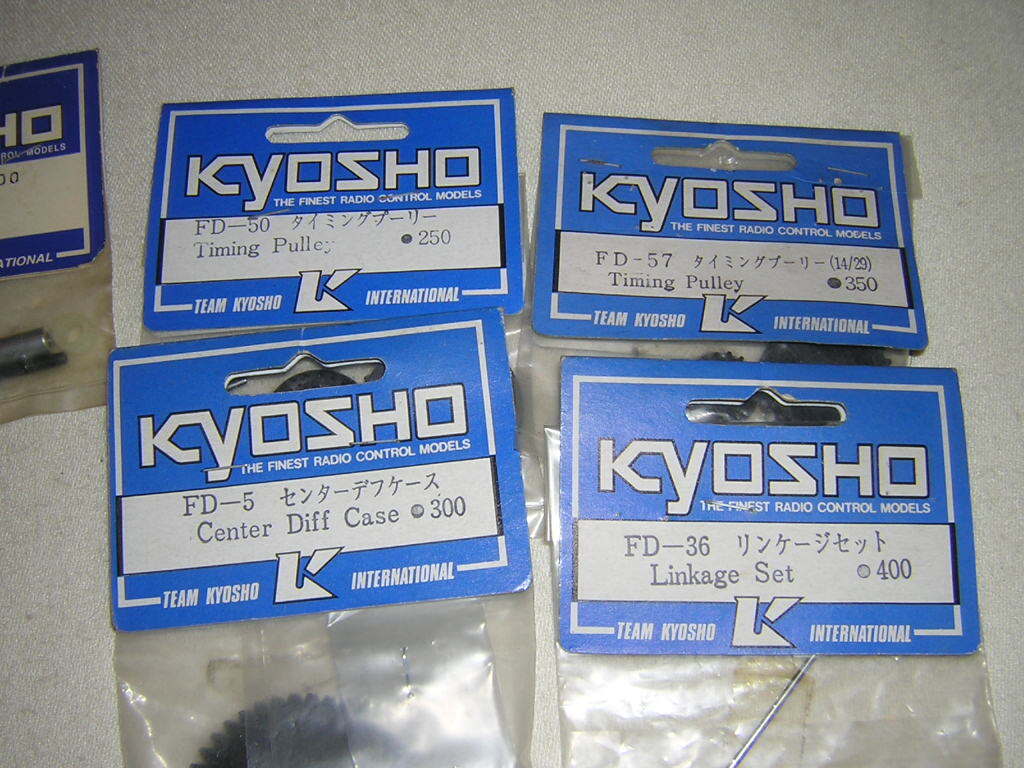 HO
MODELS
00
NATIONAL
KYOSHO
THE FINEST RADIO CONTROL MODELS
FD-50 タイミングプーリー
Timing Pulley ●250
TEAM KYOSHO INTERNATIONAL
KYOSHO
THE FINEST RADIO CONTROL MODELS
FD-57 タイミングプーリー(14/29)
Timing Pulley ●350
TEAM KYOSHO INTERNATIONAL
KYOSHO
THE FINEST RADIO CONTROL MODELS
FD-5 センターデフケース
Center Diff Case ●300
TEAM KYOSHO INTERNATIONAL
KYOSHO
THE FINEST RADIO CONTROL MODELS
FD-36 リンケージセット
Linkage Set ●400
TEAM KYOSHO INTERNATIONAL